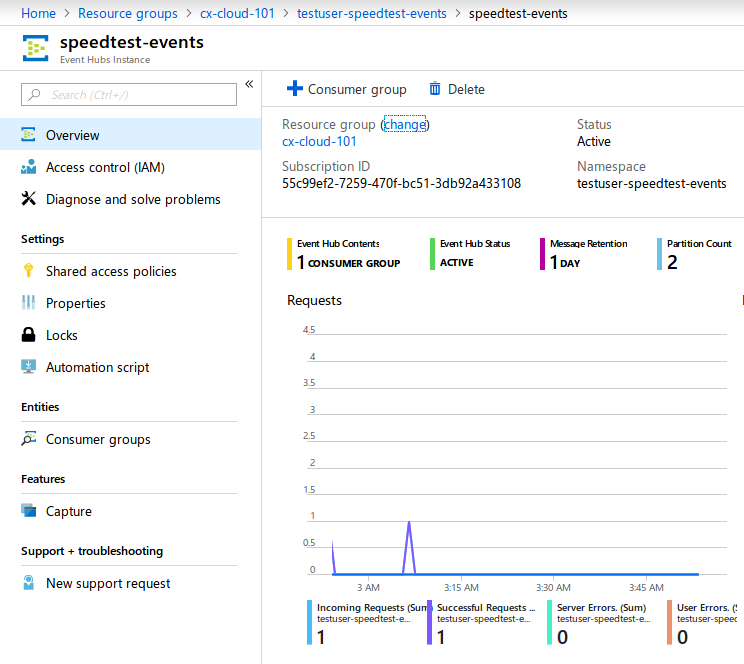 Home > Resource groups > cx-cloud-101 > testuser-speedtest-events > speedtest-events
speedtest-events
Event Hubs Instance
Search (Ctrl+/)
«
Overview
Access control (IAM)
Diagnose and solve problems
Settings
Shared access policies
Properties
Locks
Automation script
Entities
Consumer groups
Features
Capture
Support + troubleshooting
New support request
Consumer group
Delete
Resource group (change)
cx-cloud-101
Subscription ID
55c99ef2-7259-470f-bc51-3db92a433108
Status
Active
Namespace
testuser-speedtest-events
Event Hub Contents
1 CONSUMER GROUP
Event Hub Status
ACTIVE
Message Retention
1 DAY
Partition Count
2
Requests
4.5
4
3.5
3
2.5
2
1.5
1
0.5
0
3 AM 3:15 AM 3:30 AM 3:45 AM
Incoming Requests (Sum)
testuser-speedtest-e...
1
Successful Requests ...
testuser-speedtest-e...
1
Server Errors. (Sum)
testuser-speedtest-e...
0
User Errors. (S
testuser-speed
0